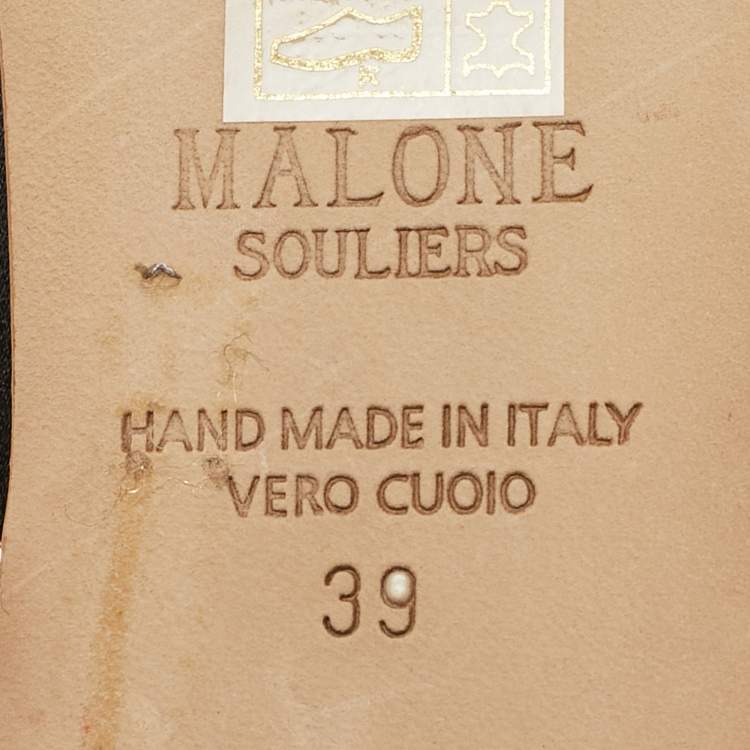 MALONE
SOULIERS
HAND MADE IN ITALY
VERO CUOIO
39